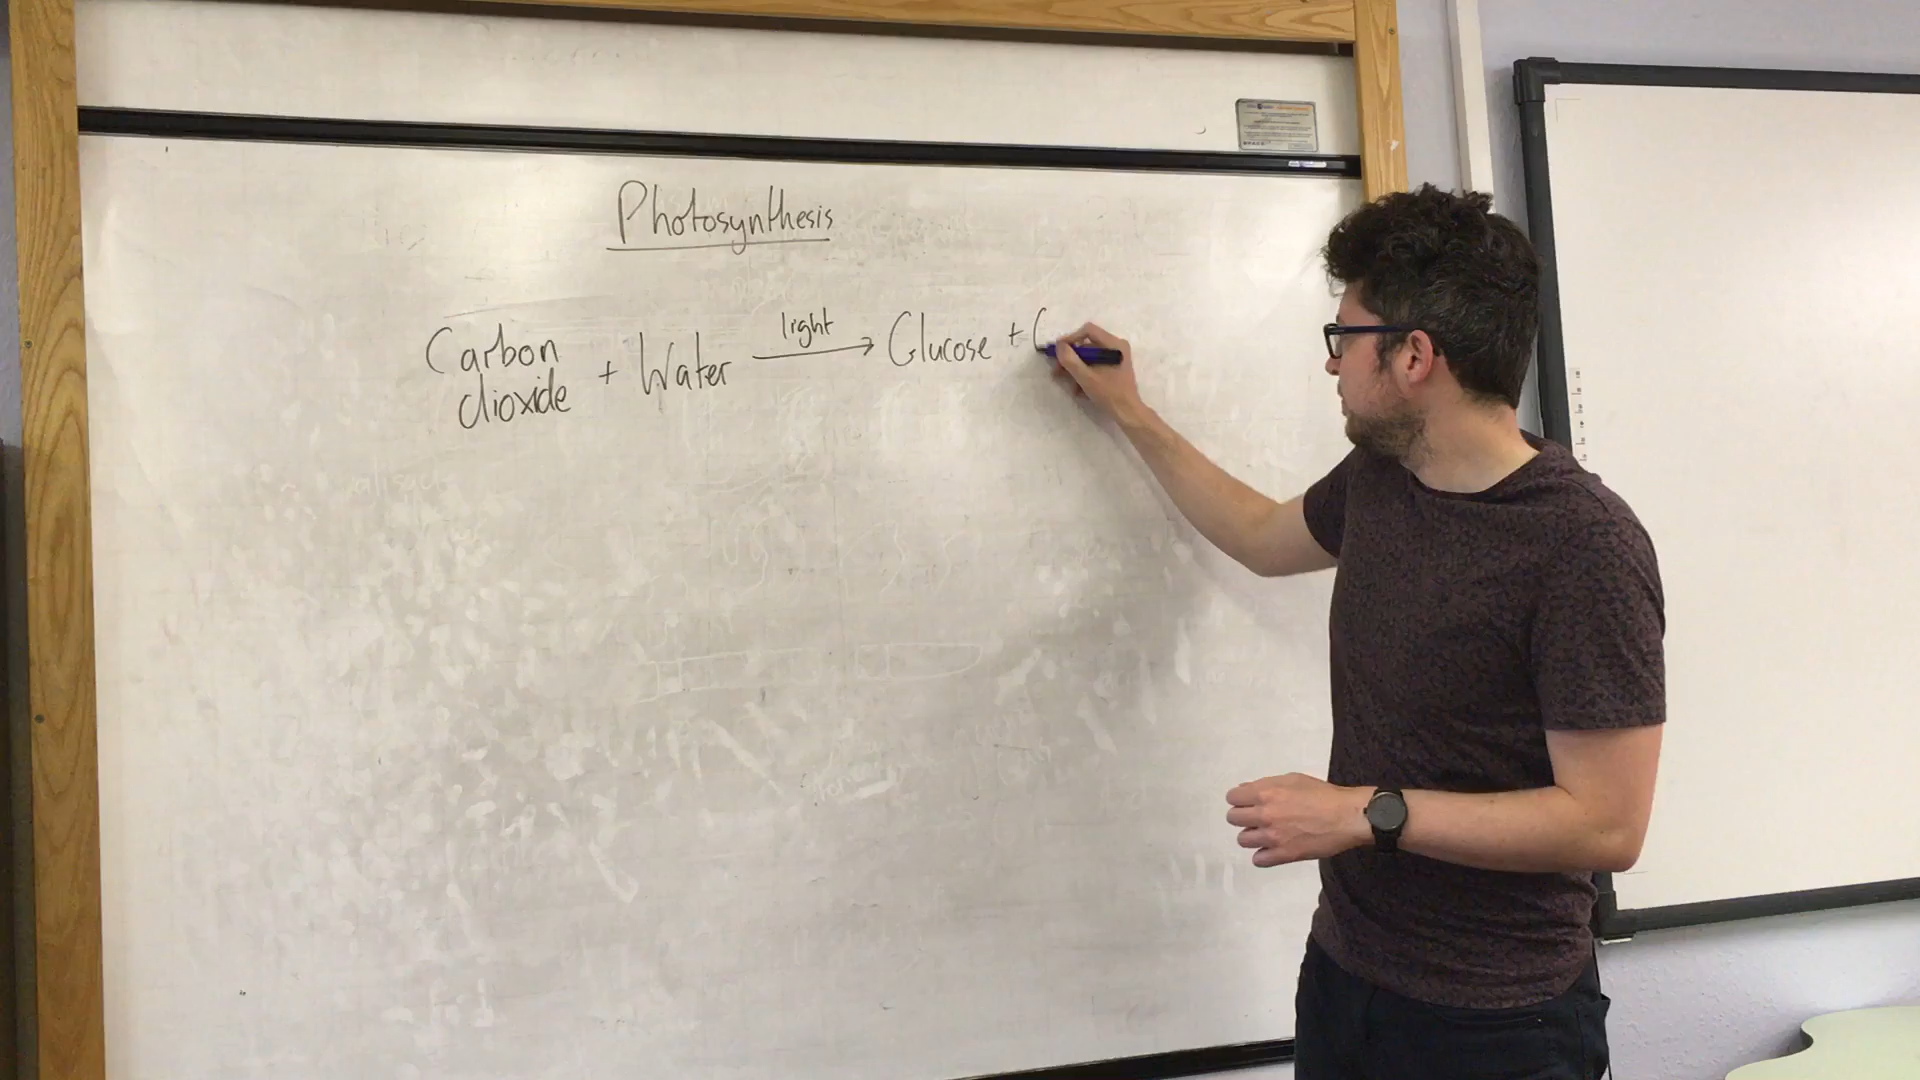 Photosynthesis
light
Carbon dioxide + Water → Glucose +